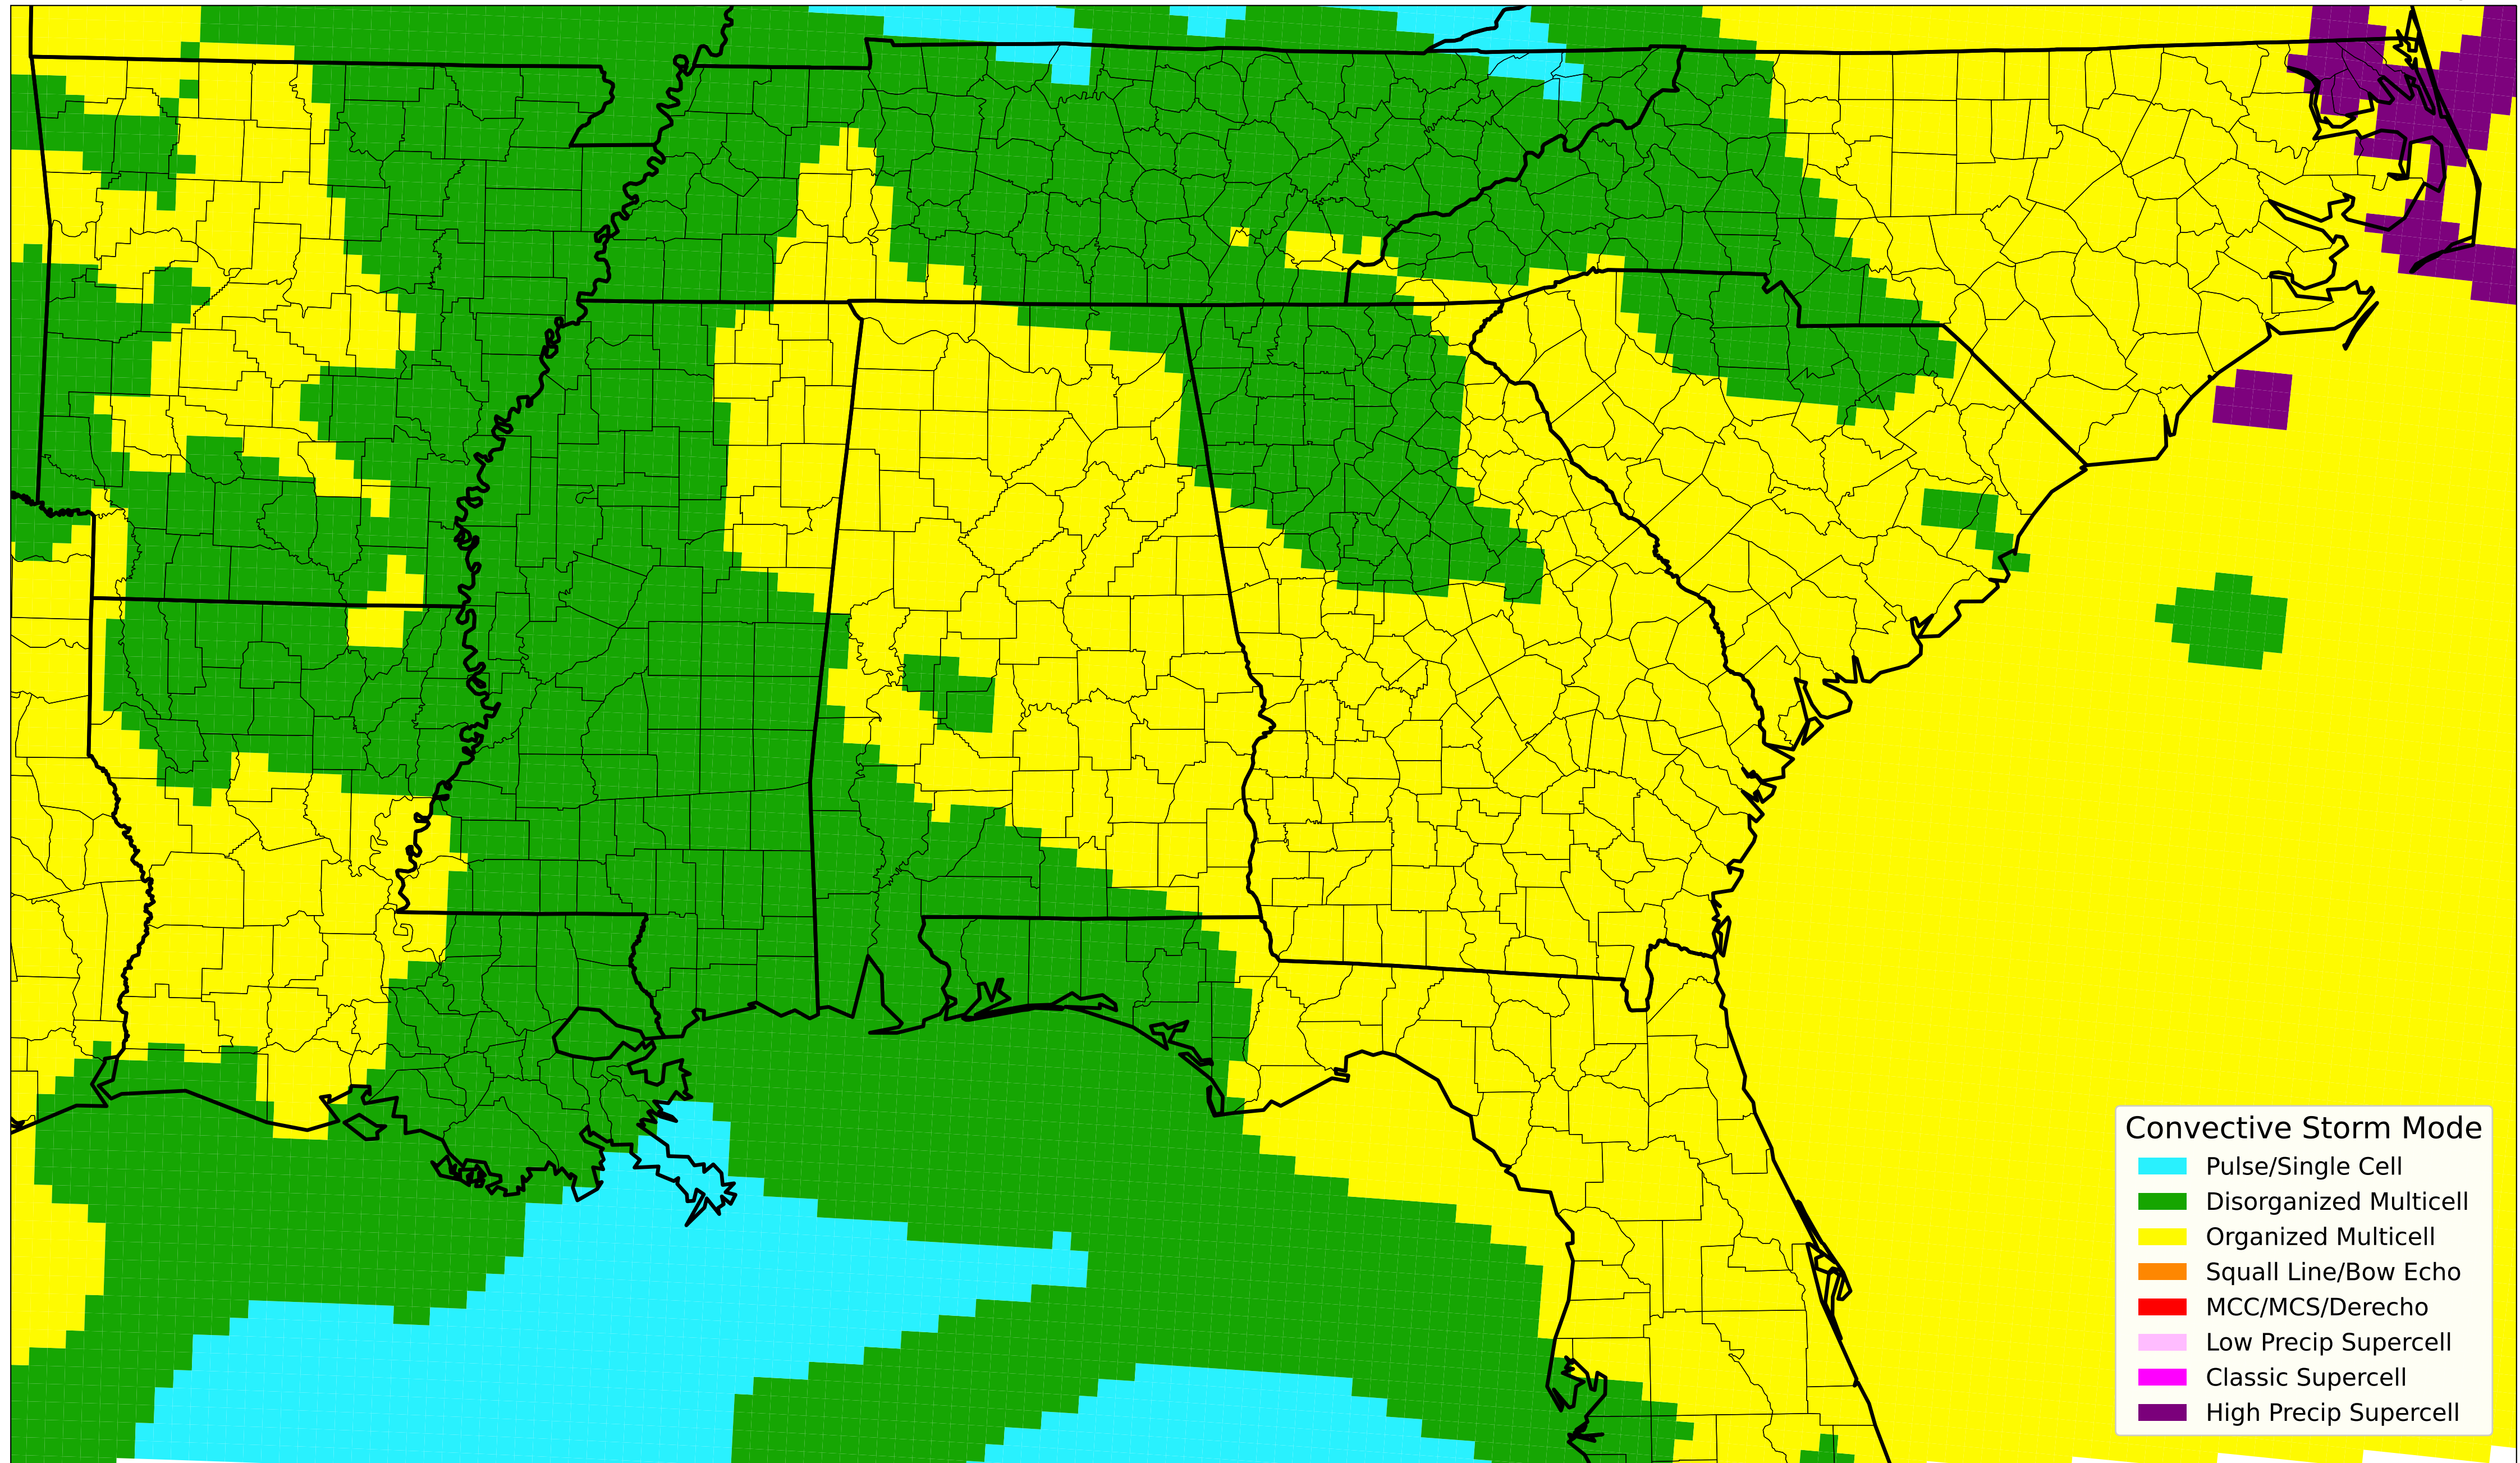 Convective Storm Mode
Pulse/Single Cell
Disorganized Multicell
Organized Multicell
Squall Line/Bow Echo
MCC/MCS/Derecho
Low Precip Supercell
Classic Supercell
High Precip Supercell